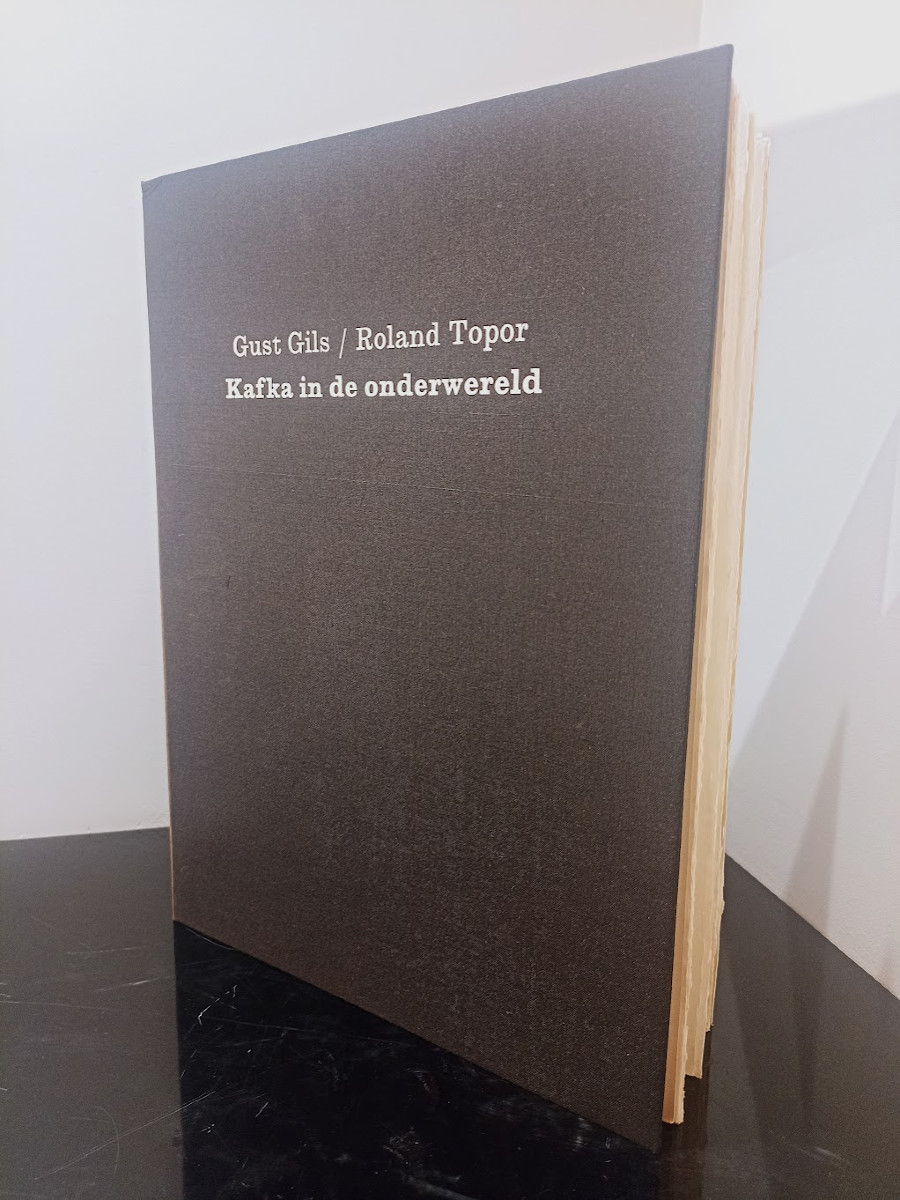 Gust Gils / Roland Topor
Kafka in de onderwereld